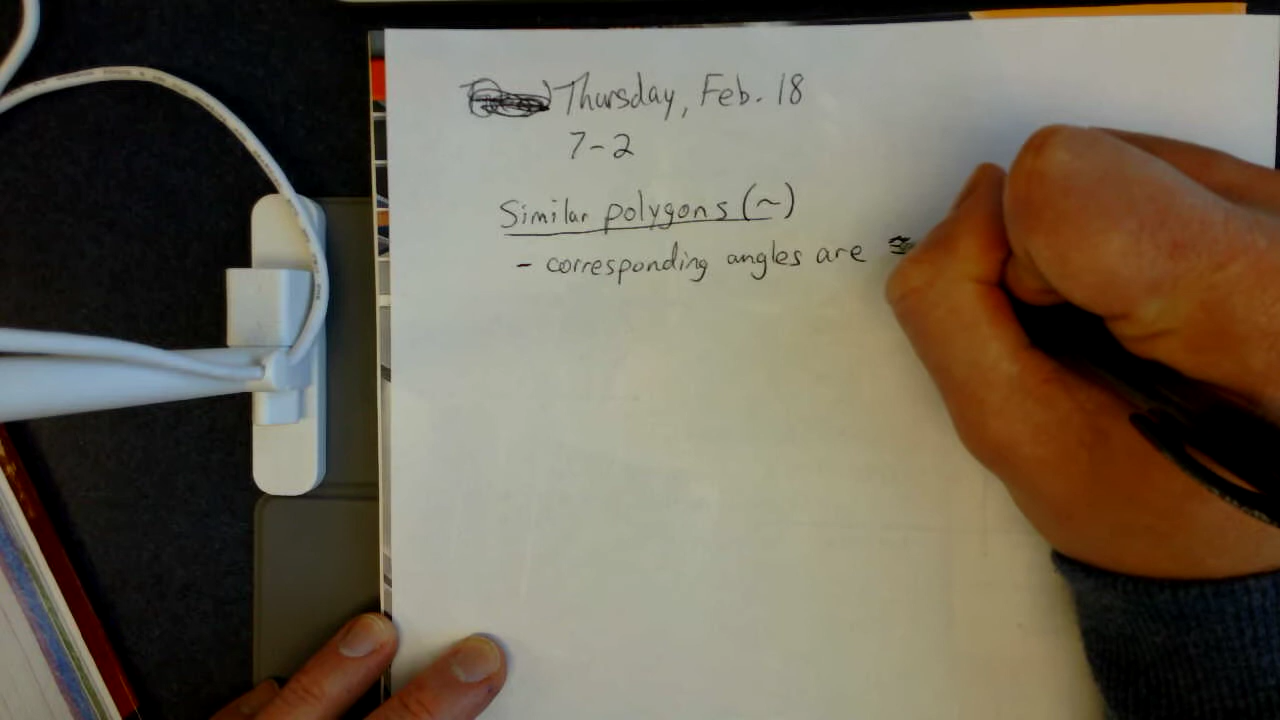 Thursday, Feb. 18
7-2
Similar polygons (~)
- corresponding angles are ≅